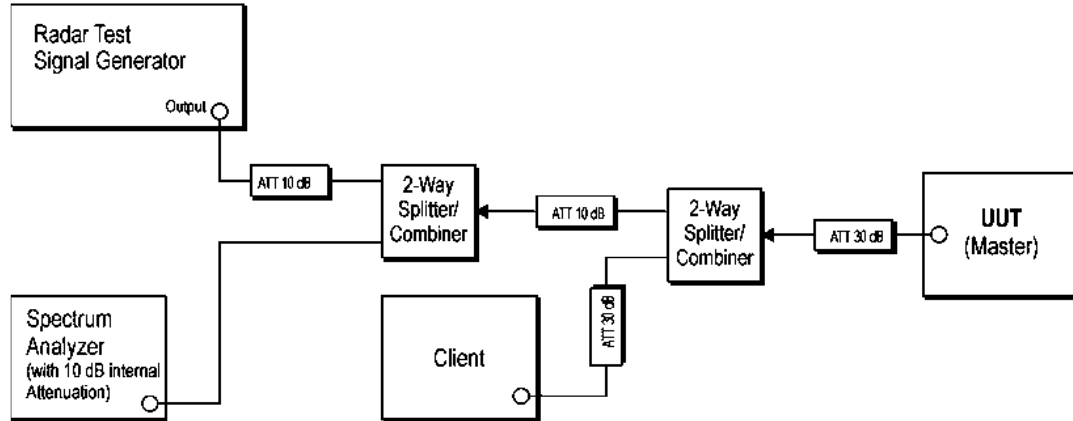 Radar Test
Signal Generator
Output
ATT 10 dB
2-Way
Splitter/
Combiner
ATT 10 dB
2-Way
Splitter/
Combiner
ATT 30 dB
UUT
(Master)
Spectrum
Analyzer
(with 10 dB internal
Attenuation)
Client
ATT 30 dB